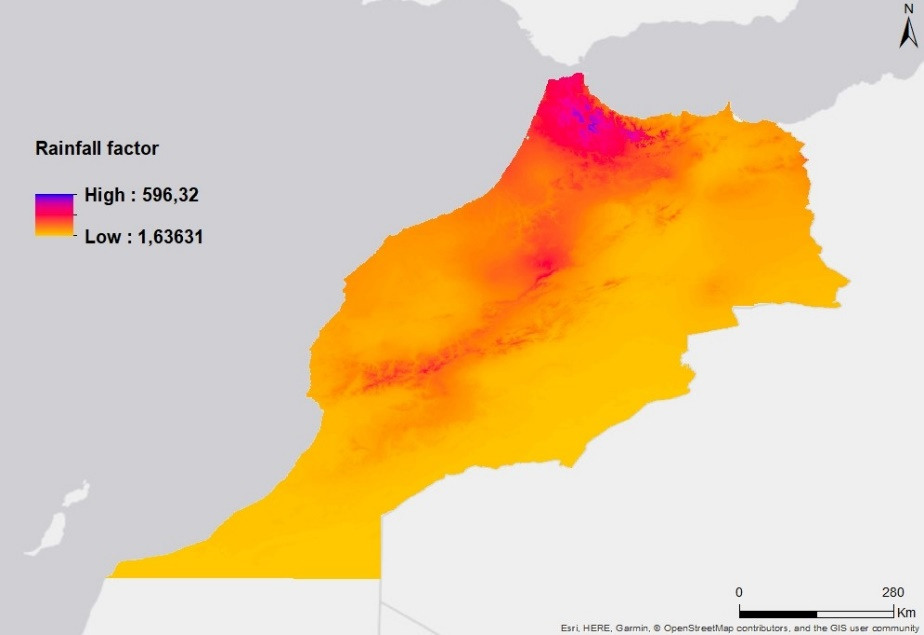 N
Rainfall factor
High : 596,32
Low : 1,63631
0 280
Km
Esri, HERE, Garmin, © OpenStreetMap contributors, and the GIS user community